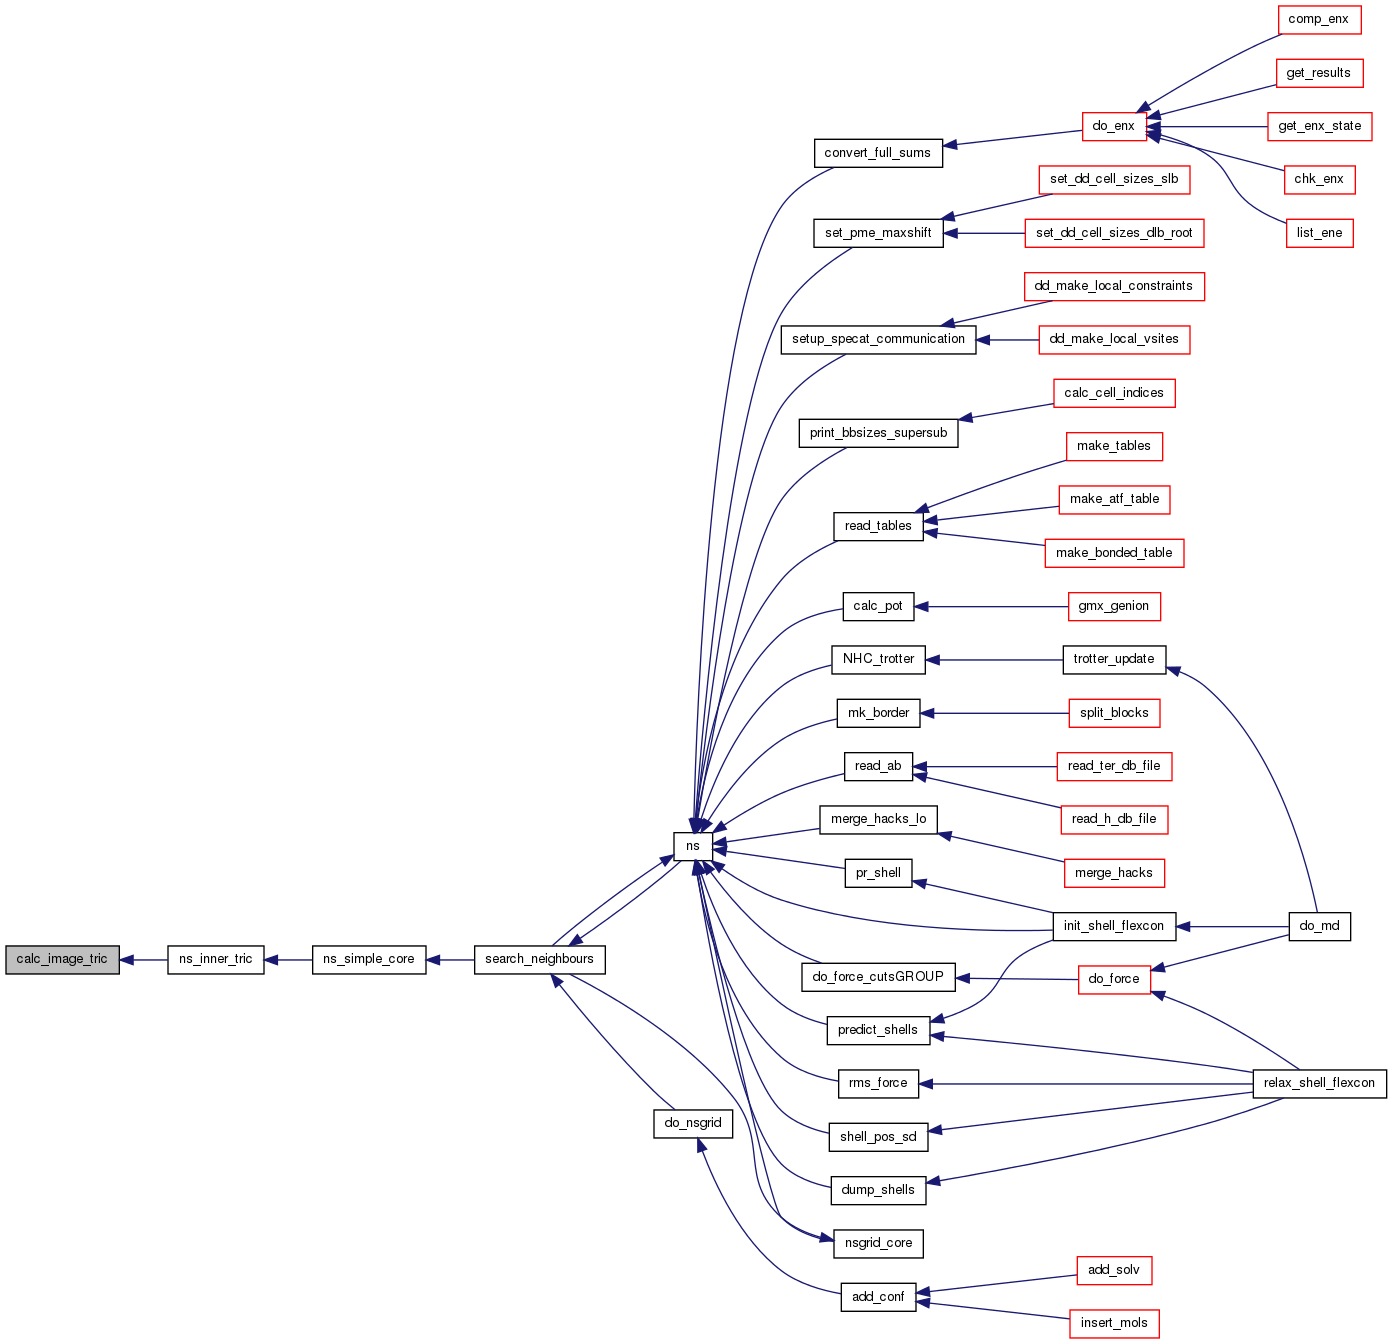 comp_enx
get_results
do_enx
get_enx_state
convert_full_sums
chk_enx
set_dd_cell_sizes_slb
set_pme_maxshift
set_dd_cell_sizes_dlb_root
list_ene
dd_make_local_constraints
setup_specat_communication
dd_make_local_vsites
calc_cell_indices
print_bbsizes_supersub
make_tables
make_atf_table
read_tables
make_bonded_table
calc_pot
gmx_genion
NHC_trotter
trotter_update
mk_border
split_blocks
read_ab
read_ter_db_file
merge_hacks_lo
read_h_db_file
ns
pr_shell
merge_hacks
init_shell_flexcon
do_md
calc_image_tric
ns_inner_tric
ns_simple_core
search_neighbours
do_force_cutsGROUP
do_force
predict_shells
rms_force
relax_shell_flexcon
do_nsgrid
shell_pos_sd
dump_shells
nsgrid_core
add_conf
add_solv
insert_mols